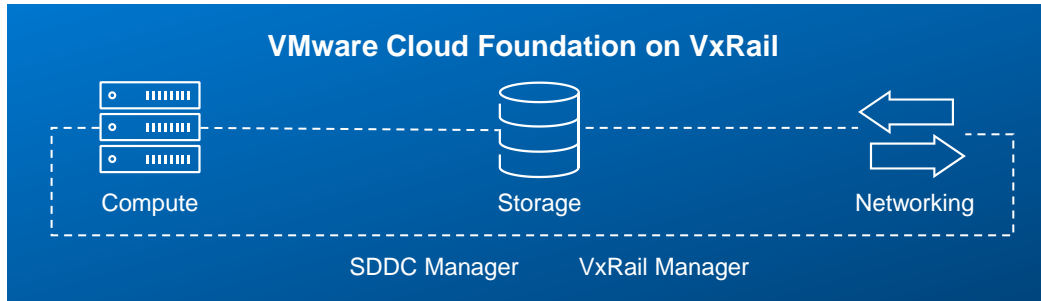 VMware Cloud Foundation on VxRail
Compute
Storage
Networking
SDDC Manager
VxRail Manager